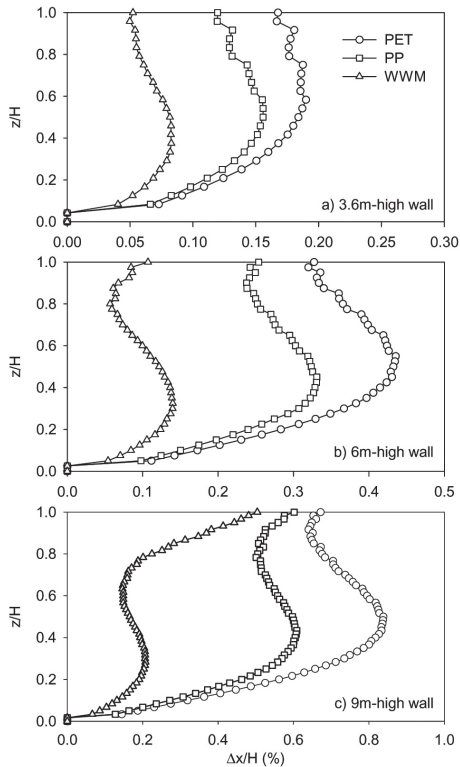 1.0
0.8
0.6
0.4
0.2
0.0
z/H
PET
PP
WWM
a) 3.6m-high wall
0.00 0.05 0.10 0.15 0.20 0.25 0.30
1.0
0.8
0.6
0.4
0.2
0.0
z/H
b) 6m-high wall
0.0 0.1 0.2 0.3 0.4 0.5
1.0
0.8
0.6
0.4
0.2
0.0
z/H
c) 9m-high wall
0.0 0.2 0.4 0.6 0.8 1.0
Δx/H (%)